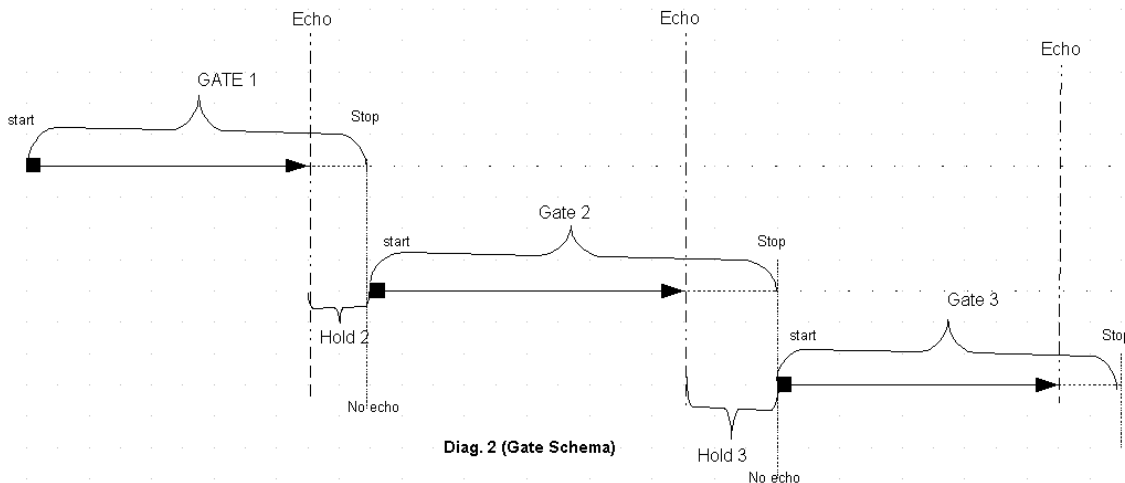 Echo
Echo
Echo
GATE 1
start
Stop
Gate 2
start
Stop
Gate 3
start
Stop
Hold 2
No echo
Diag. 2 (Gate Schema)
Hold 3
No echo